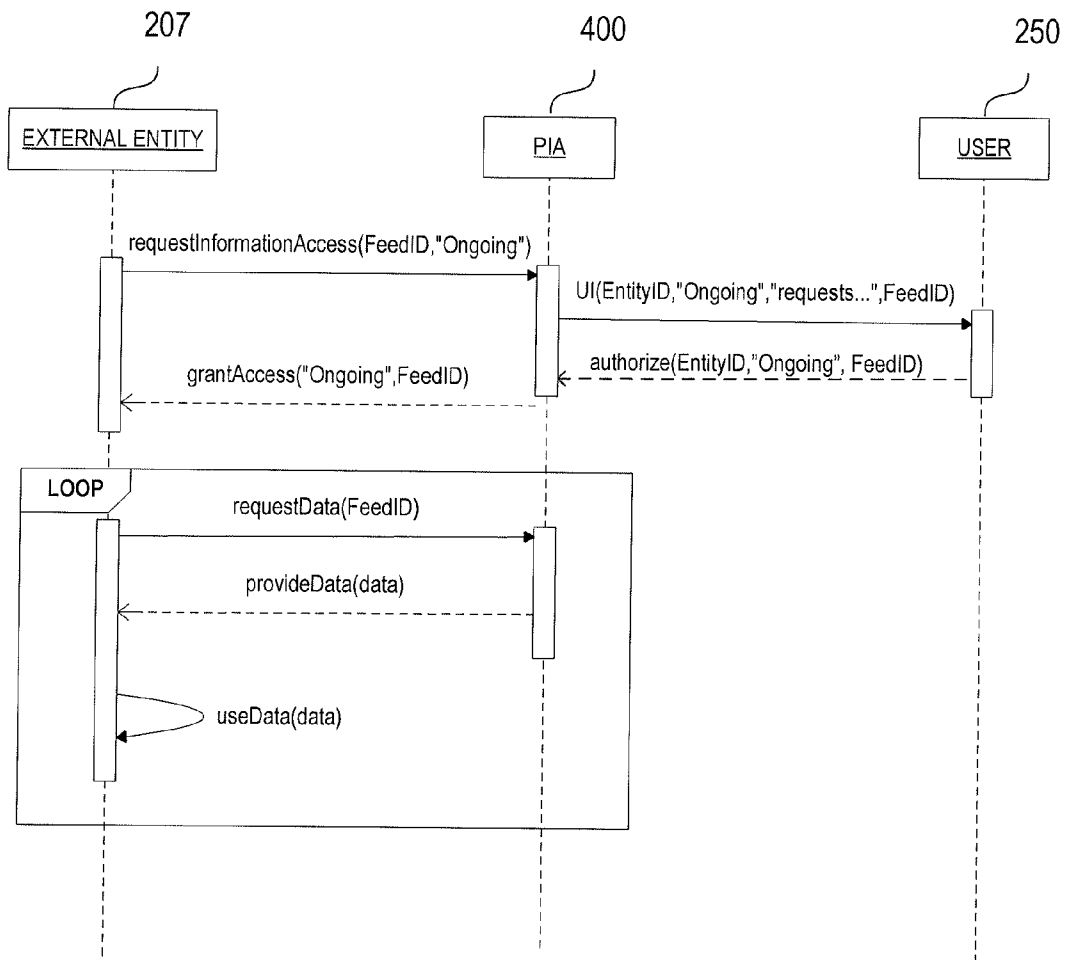 207
400
250
EXTERNAL ENTITY
PIA
USER
requestInformationAccess(FeedID,"Ongoing")
UI(EntityID,"Ongoing","requests...",FeedID)
authorize(EntityID,"Ongoing", FeedID)
grantAccess("Ongoing",FeedID)
LOOP
requestData(FeedID)
provideData(data)
useData(data)